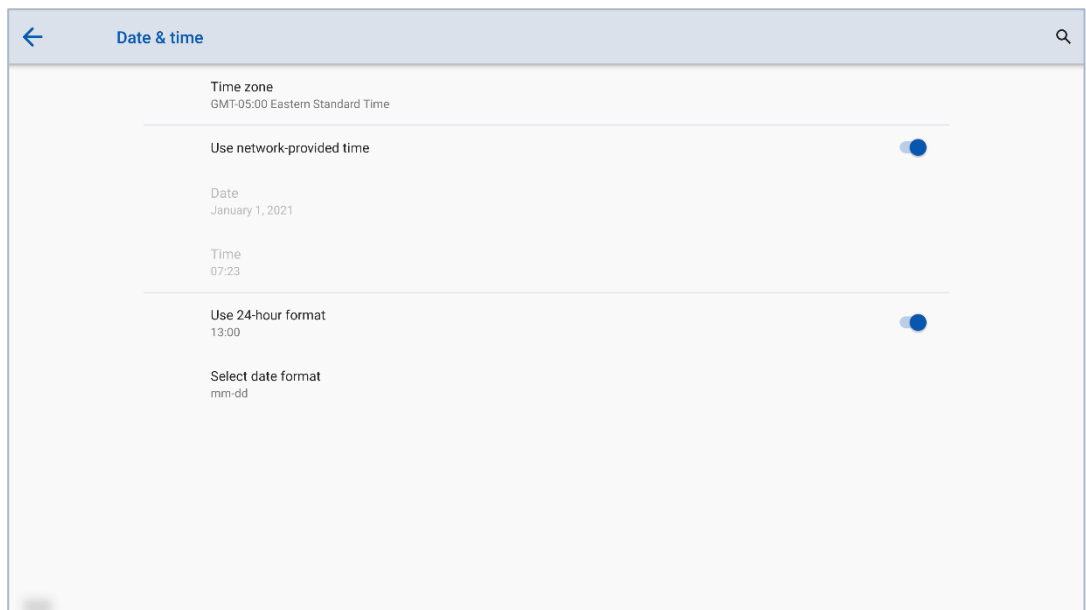 Date & time
Time zone
GMT-05:00 Eastern Standard Time
Use network-provided time
Date
January 1, 2021
Time
07:23
Use 24-hour format
13:00
Select date format
mm-dd